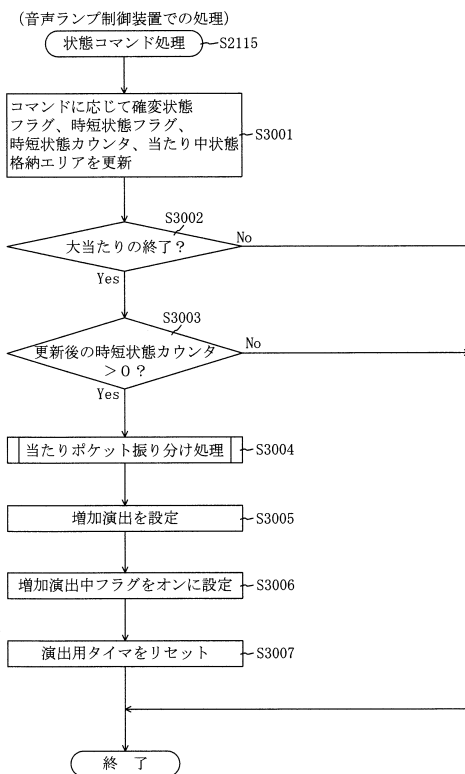 (音声ランプ制御装置での処理)
状態コマンド処理
S2115
コマンドに応じて確変状態
フラグ、時短状態フラグ、
時短状態カウンタ、当たり中状態
格納エリアを更新
S3001
S3002
大当たりの終了？
No
Yes
S3003
更新後の時短状態カウンタ
＞０？
No
Yes
当たりポケット振り分け処理
S3004
増加演出を設定
S3005
増加演出中フラグをオンに設定
S3006
演出用タイマをリセット
S3007
終 了